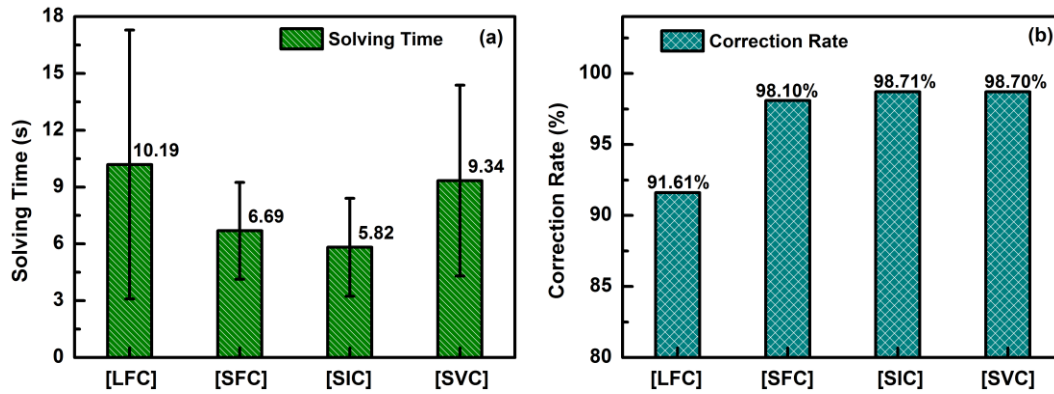 Solving Time
(a)
18
15
12
9
6
3
0
Solving Time (s)
10.19
6.69
5.82
9.34
[LFC] [SFC] [SIC] [SVC]
Correction Rate
(b)
100
95
90
85
80
Correction Rate (%)
91.61%
98.10%
98.71%
98.70%
[LFC] [SFC] [SIC] [SVC]